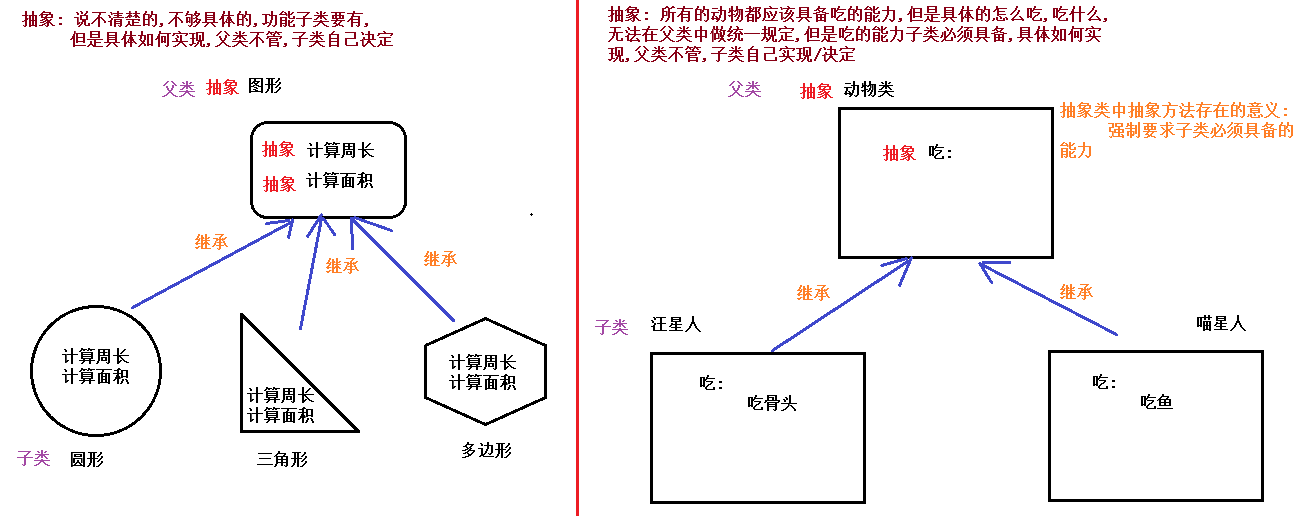 抽象: 说不清楚的,不够具体的,功能子类要有,
但是具体如何实现,父类不管,子类自己决定
父类 抽象 图形
抽象 计算周长
抽象 计算面积
继承
继承
继承
计算周长
计算面积
计算周长
计算面积
计算周长
计算面积
子类 圆形
三角形
多边形
抽象: 所有的动物都应该具备吃的能力,但是具体的怎么吃,吃什么,
无法在父类中做统一规定,但是吃的能力子类必须具备,具体如何实
现,父类不管,子类自己实现/决定
父类 抽象 动物类
抽象类中抽象方法存在的意义:
强制要求子类必须具备的
能力
抽象 吃:
继承
继承
子类 汪星人
喵星人
吃:
吃骨头
吃:
吃鱼